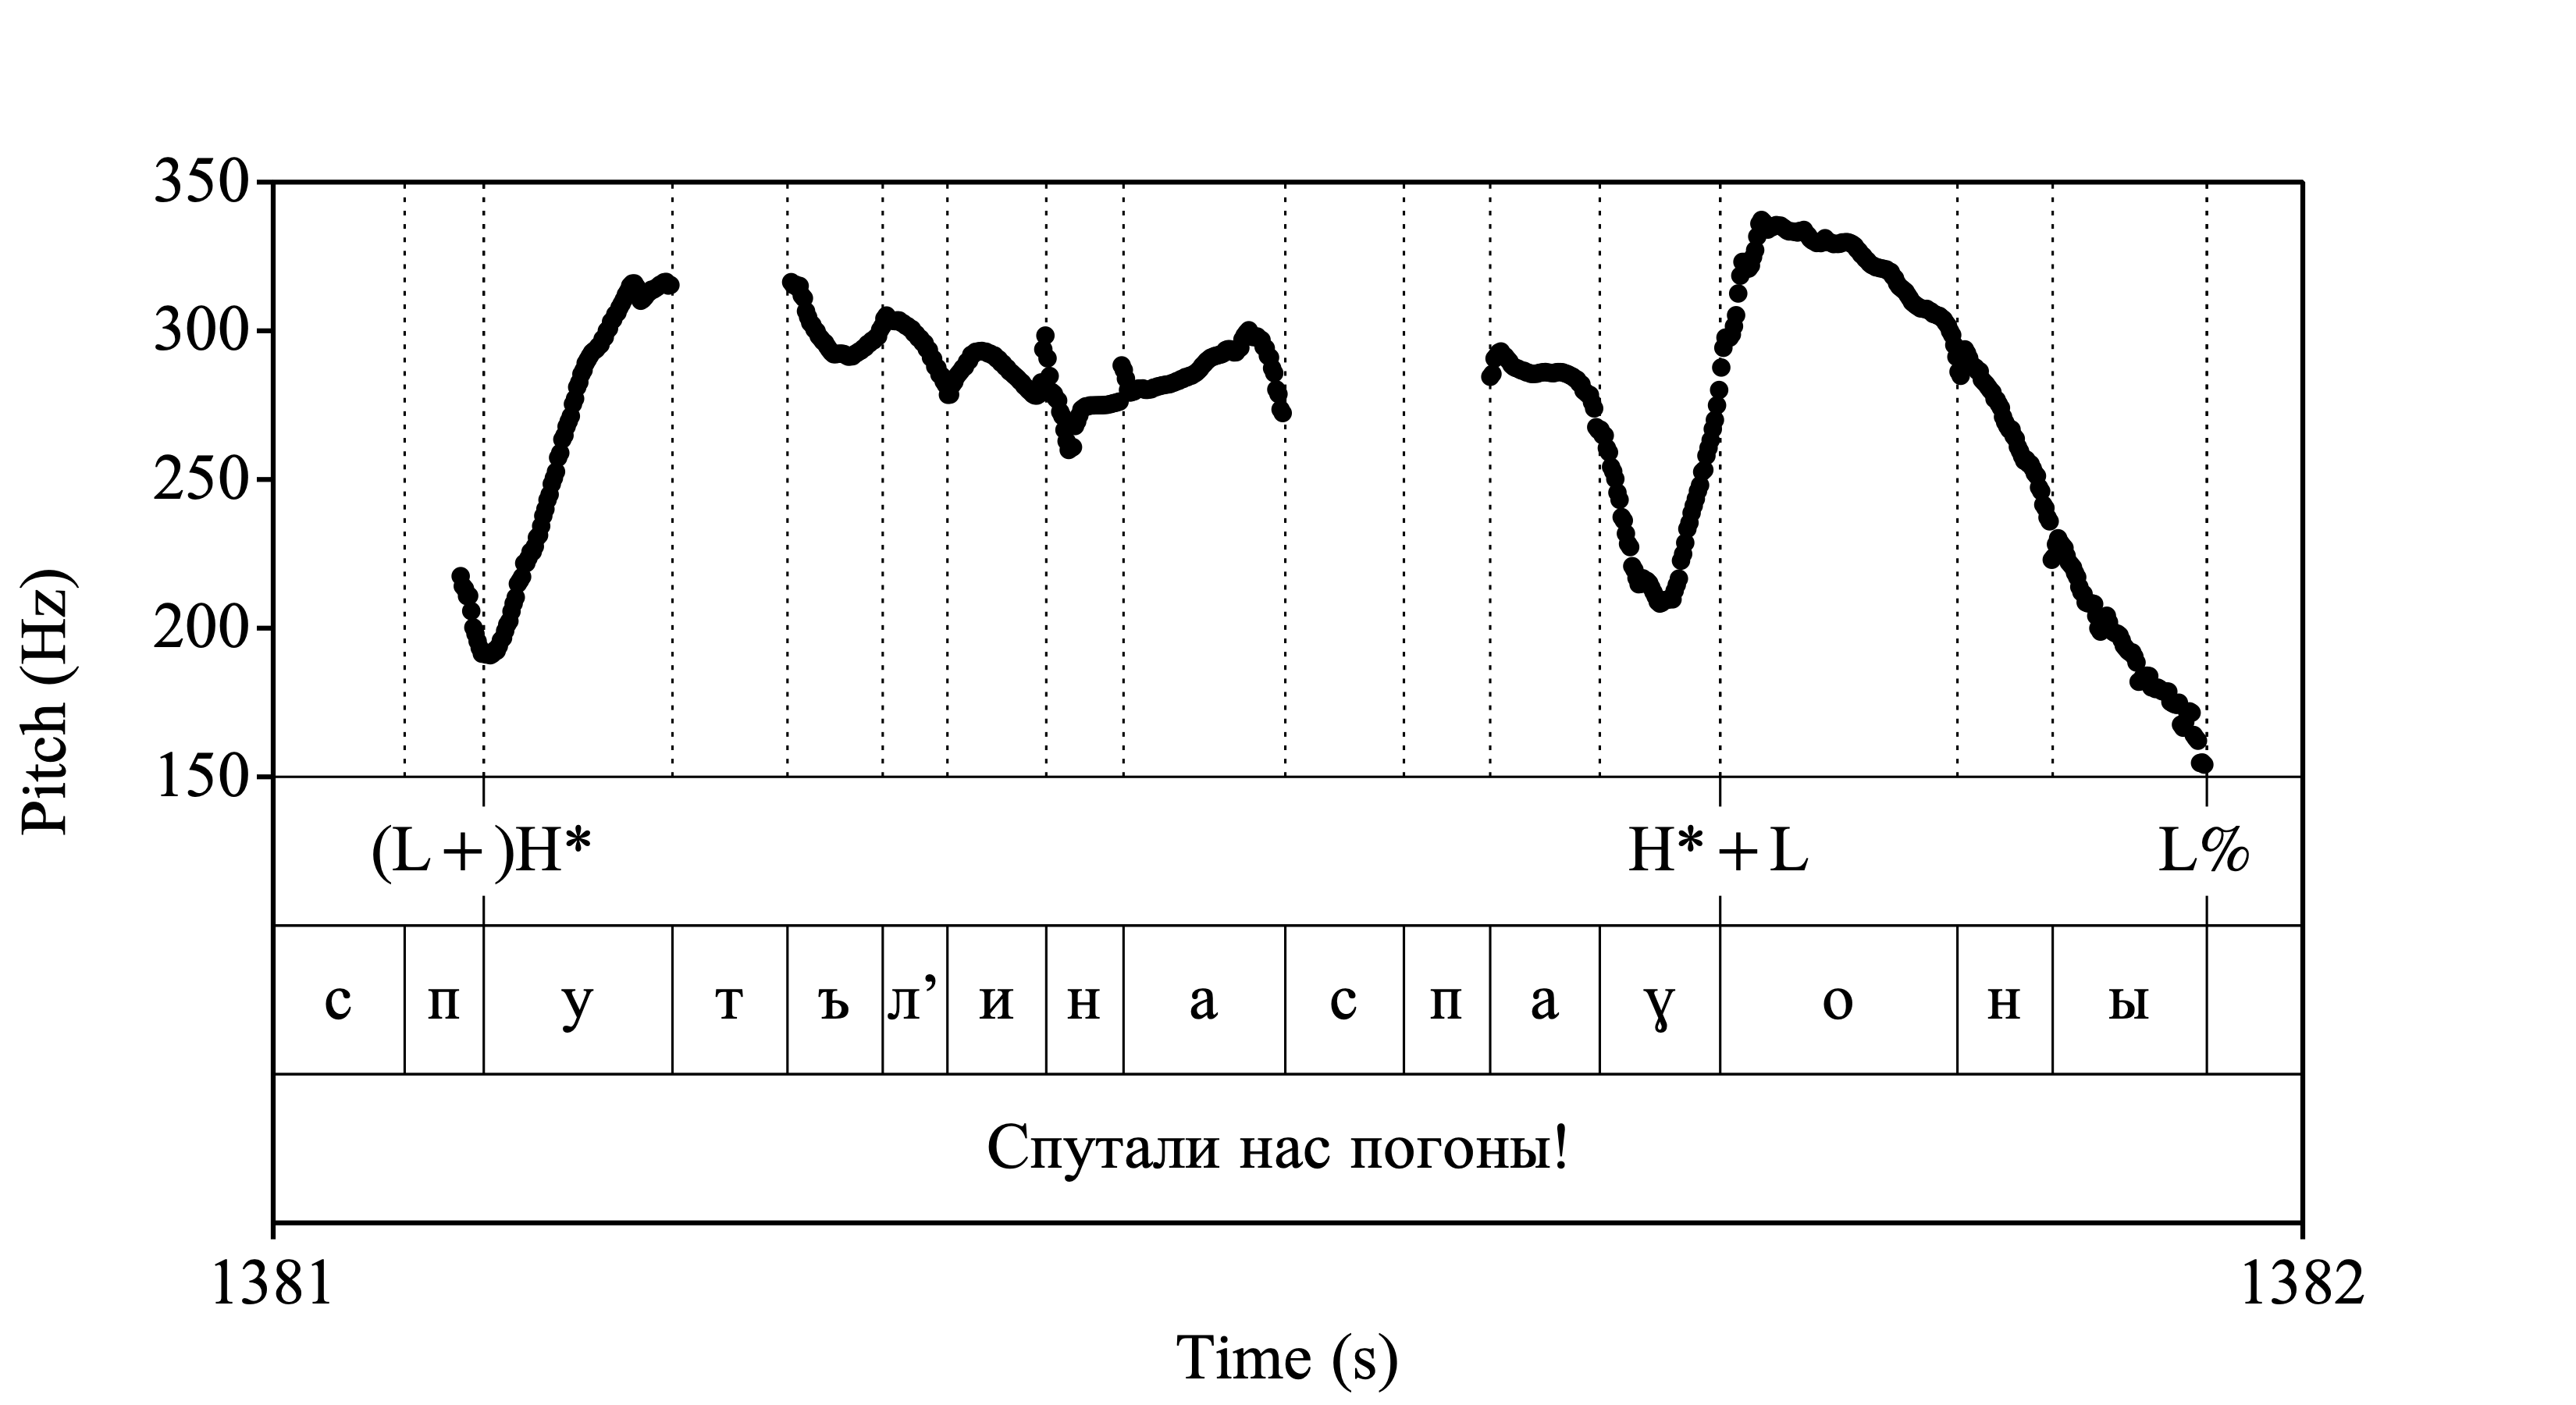 350
300
250
200
150
Pitch (Hz)
(L+)H* H*+L L%
с п у т ъ л’ и н а с п а ɣ о н ы
Спутали нас погоны!
1381 1382
Time (s)